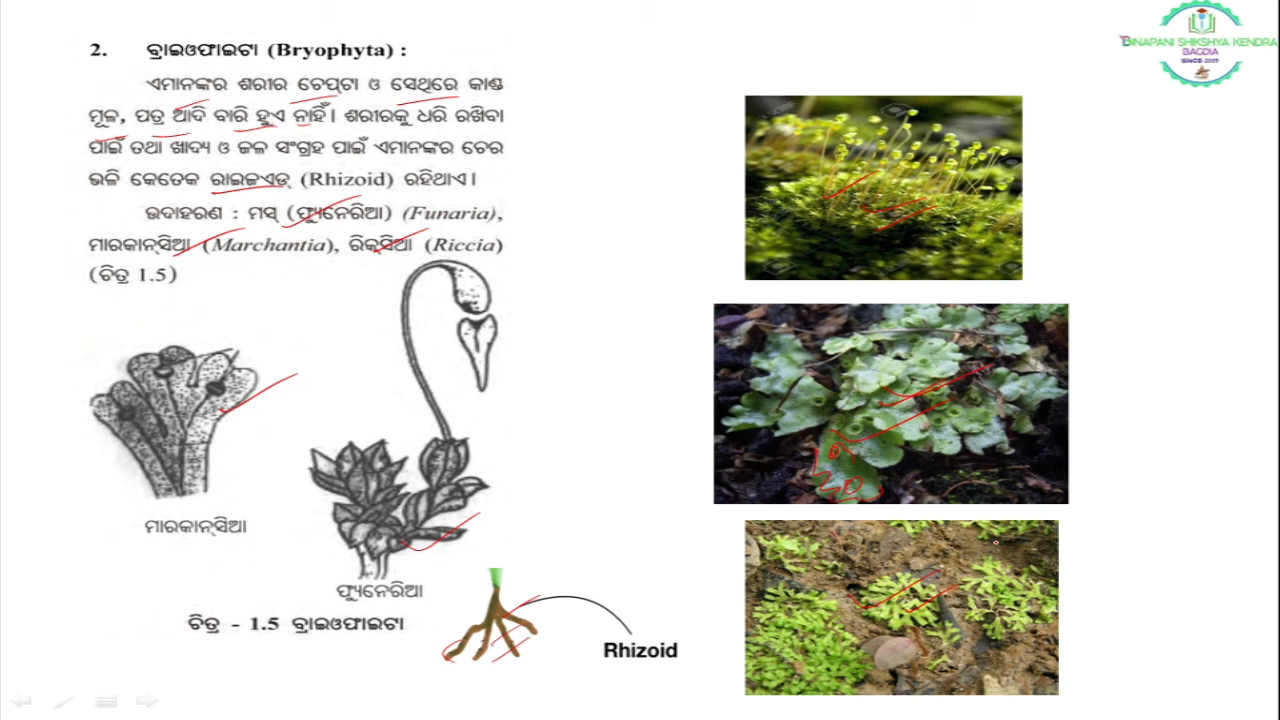 BINAPANI SHIKSHYA KENDRA
BAGDIA
SINCE 2005
2. ବ୍ରାଇଓଫାଇଟା (Bryophyta) :
ଏମାନଙ୍କର ଶରୀର ଚେପ୍ଟା ଓ ସେଥିରେ କାଣ୍ଡ
ମୂଳ, ପତ୍ର ଆଦି ବାରି ହୁଏ ନାହିଁ। ଶରୀରକୁ ଧରି ରଖିବା
ପାଇଁ ତଥା ଖାଦ୍ୟ ଓ ଜଳ ସଂଗ୍ରହ ପାଇଁ ଏମାନଙ୍କର ଚେର
ଭଳି କେତେକ ରାଇଜଏଡ୍ (Rhizoid) ରହିଥାଏ।
ଉଦାହରଣ : ମସ୍ (ଫ୍ୟୁନେରିଆ) (Funaria),
ମାରକାନ୍‌ସିଆ (Marchantia), ରିକ୍‌ସିଆ (Riccia)
(ଚିତ୍ର 1.5)
ମାରକାନ୍‌ସିଆ
ଫ୍ୟୁନେରିଆ
ଚିତ୍ର - 1.5 ବ୍ରାଇଓଫାଇଟା
Rhizoid